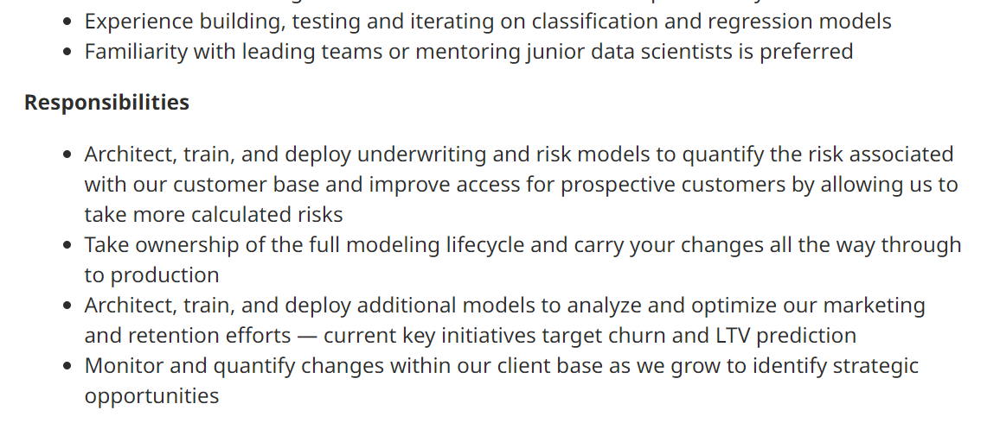 Experience building, testing and iterating on classification and regression models
Familiarity with leading teams or mentoring junior data scientists is preferred
Responsibilities
Architect, train, and deploy underwriting and risk models to quantify the risk associated
with our customer base and improve access for prospective customers by allowing us to
take more calculated risks
Take ownership of the full modeling lifecycle and carry your changes all the way through
to production
Architect, train, and deploy additional models to analyze and optimize our marketing
and retention efforts — current key initiatives target churn and LTV prediction
Monitor and quantify changes within our client base as we grow to identify strategic
opportunities